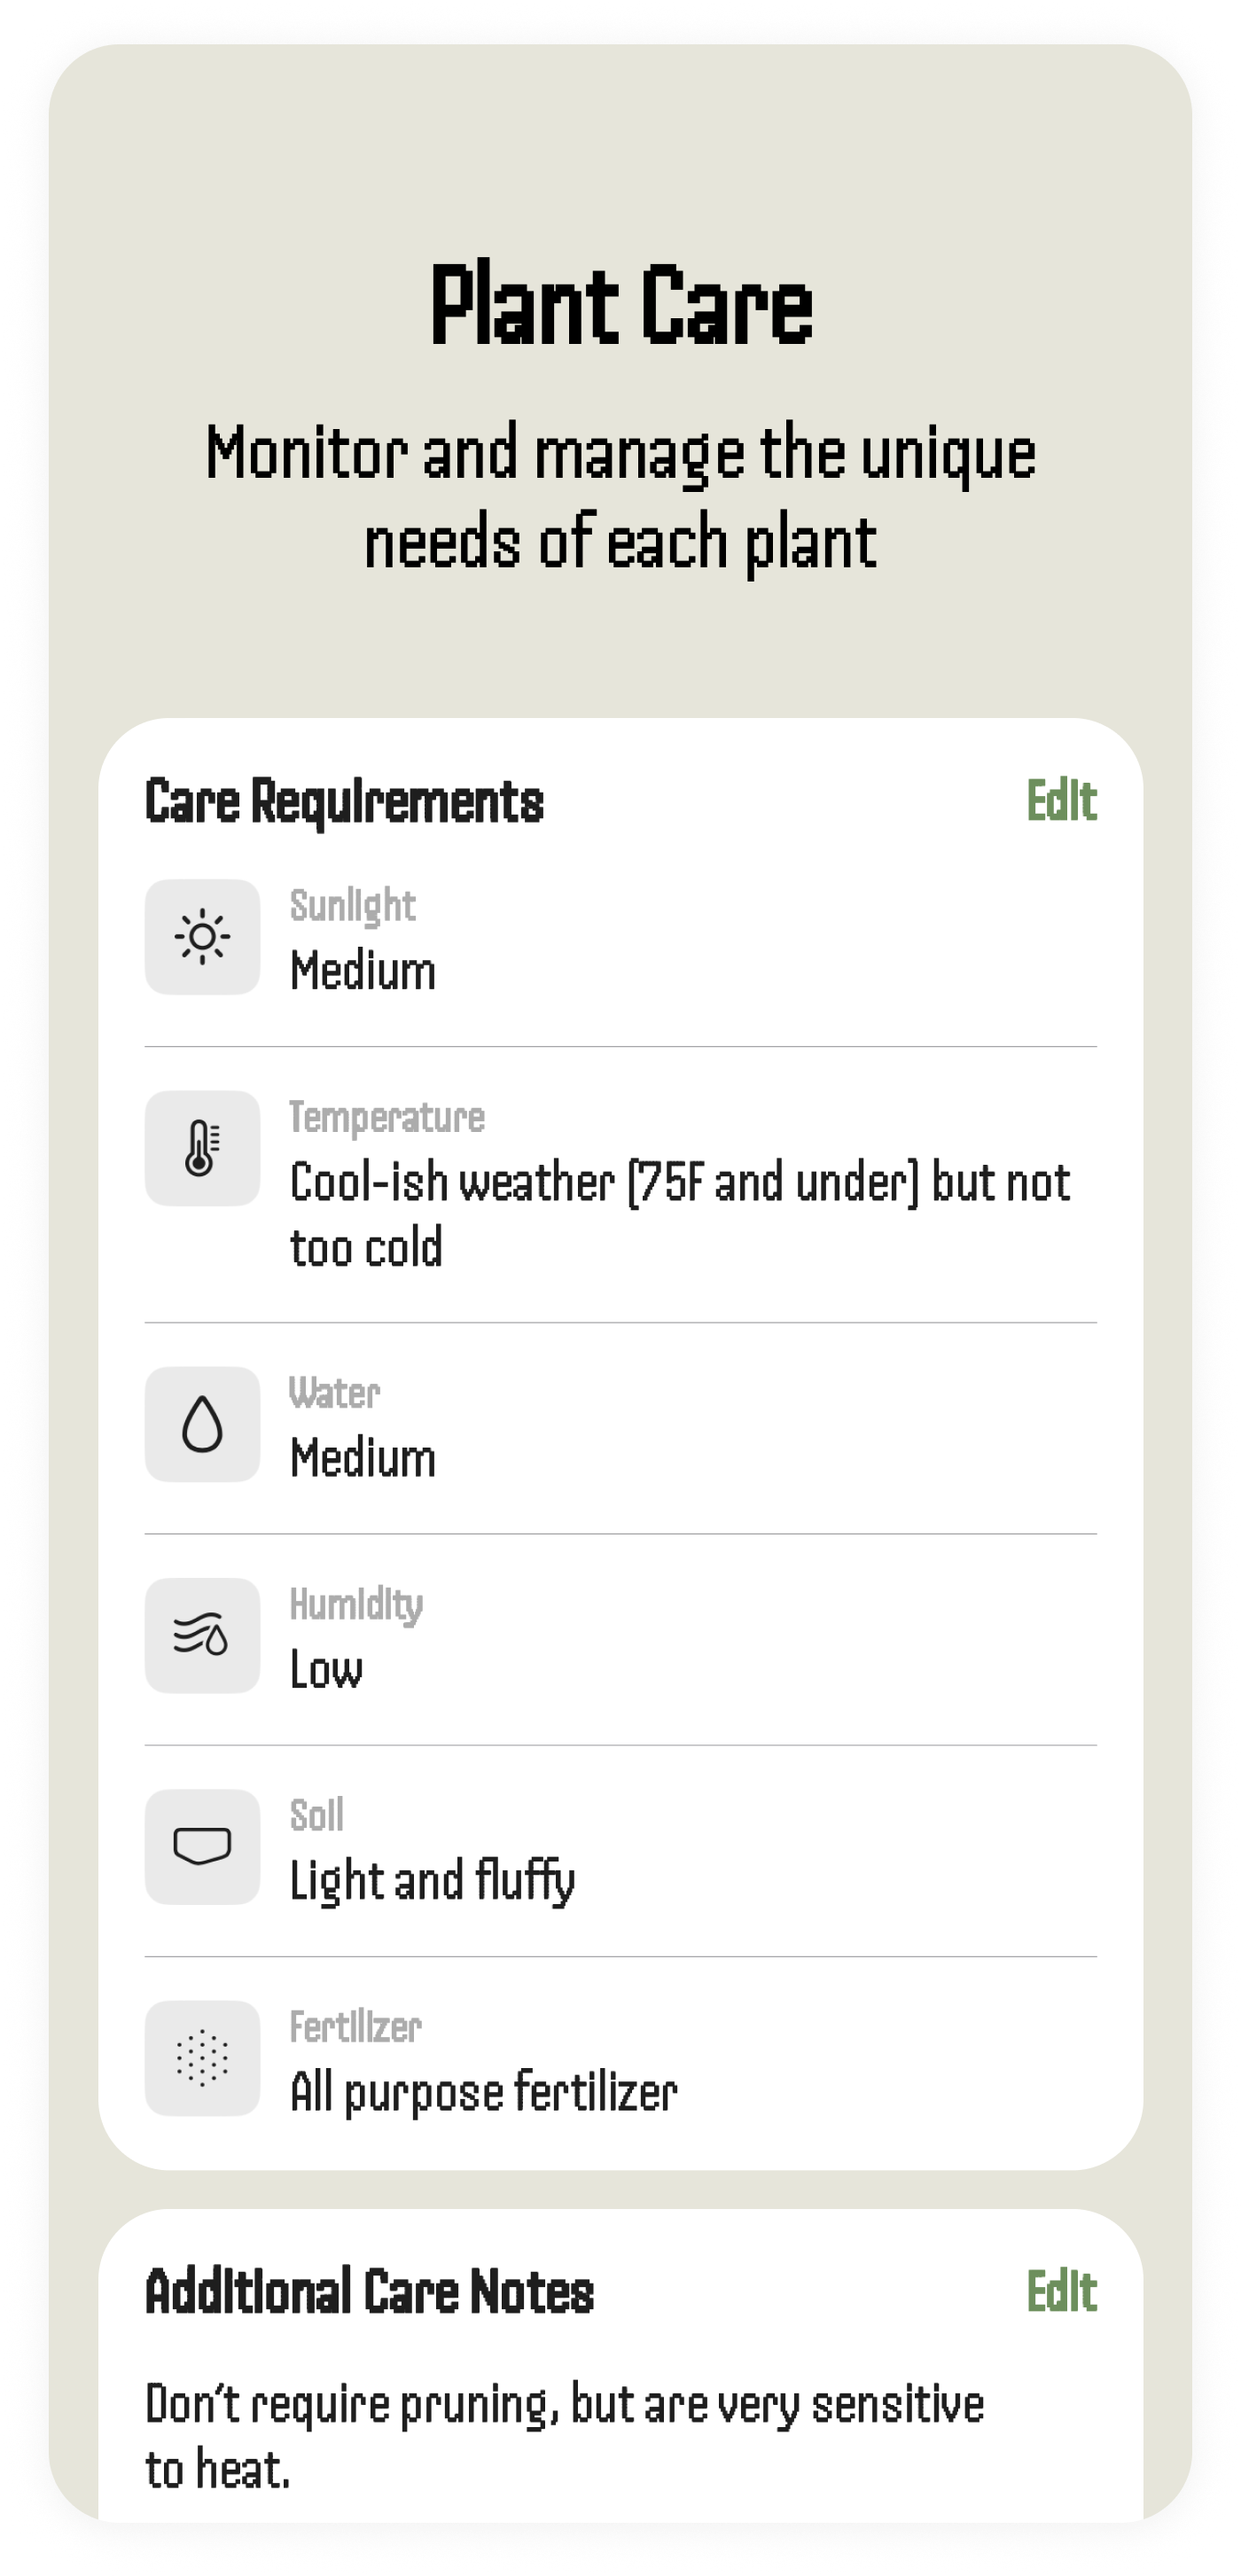 Plant Care
Monitor and manage the unique
needs of each plant
Care Requirements
Edit
Sunlight
Medium
Temperature
Cool-ish weather (75F and under) but not
too cold
Water
Medium
Humidity
Low
Soil
Light and fluffy
Fertilizer
All purpose fertilizer
Additional Care Notes
Edit
Don't require pruning, but are very sensitive
to heat.